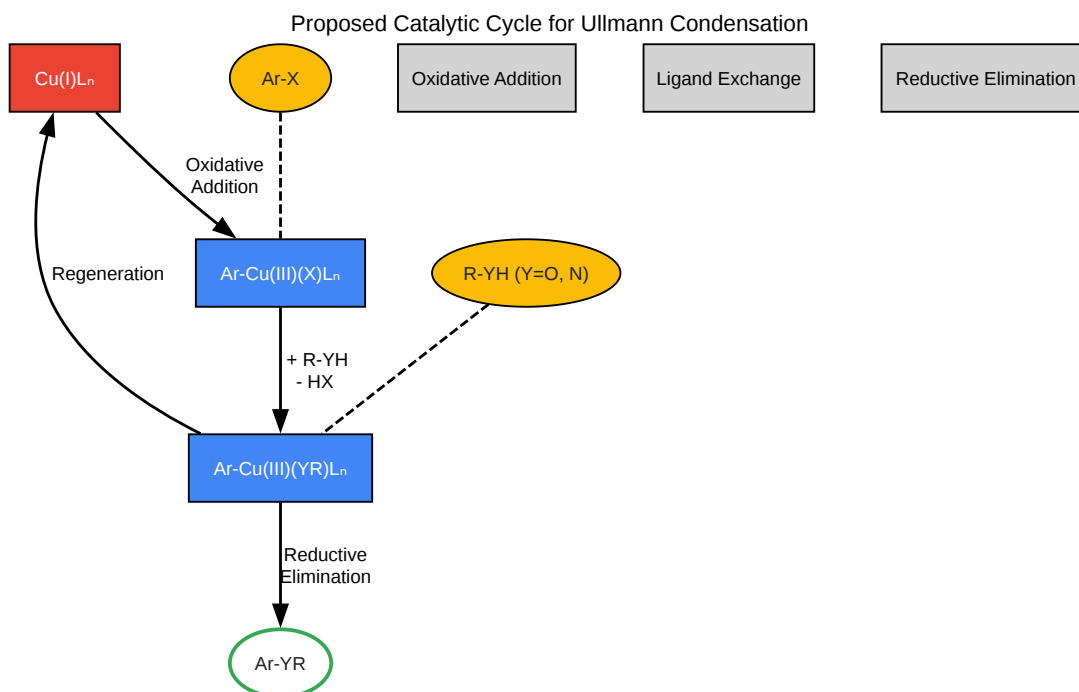 Proposed Catalytic Cycle for Ullmann Condensation
Cu(I)Lₙ
Ar-X
Oxidative Addition
Ligand Exchange
Reductive Elimination
Oxidative
Addition
Ar-Cu(III)(X)Lₙ
R-YH (Y=O, N)
Regeneration
+ R-YH
- HX
Ar-Cu(III)(YR)Lₙ
Reductive
Elimination
Ar-YR